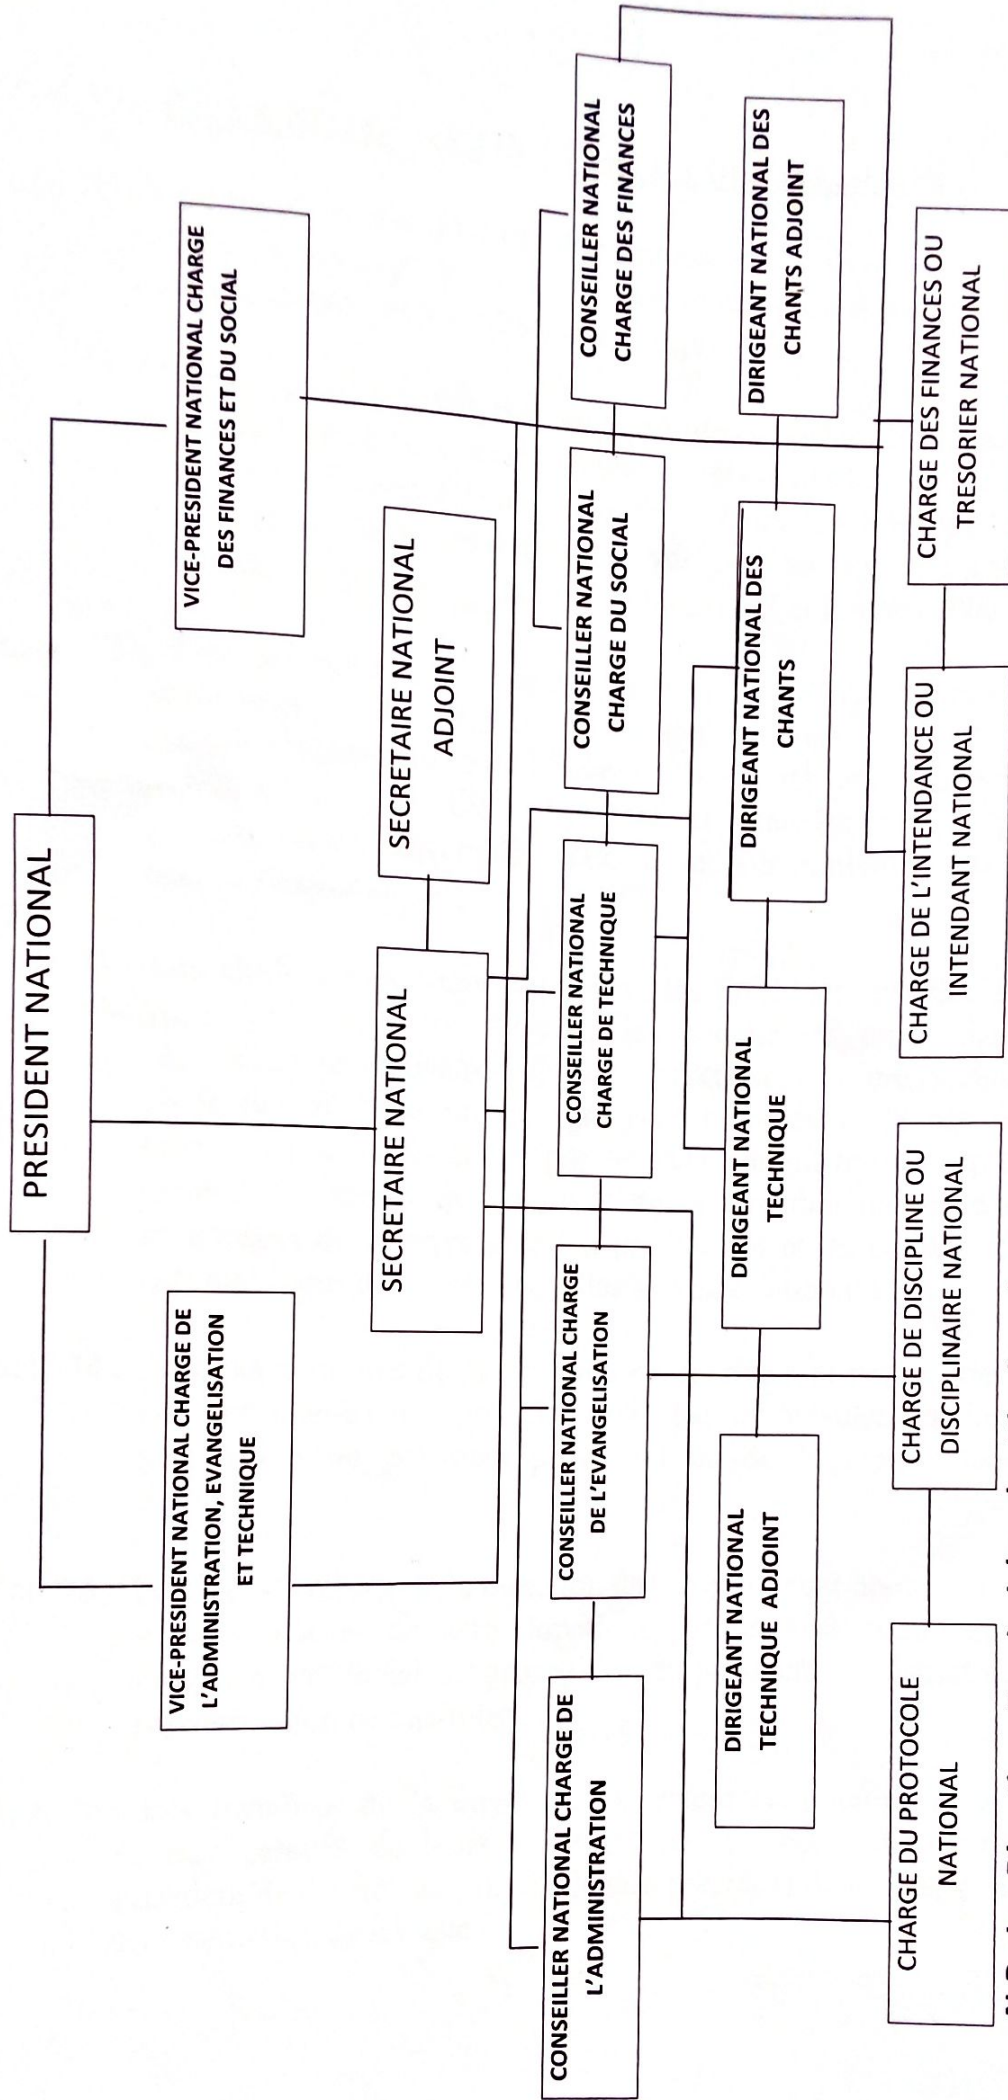 PRESIDENT NATIONAL
VICE-PRESIDENT NATIONAL CHARGE DE
L'ADMINISTRATION, EVANGELISATION
ET TECHNIQUE
VICE-PRESIDENT NATIONAL CHARGE
DES FINANCES ET DU SOCIAL
SECRETAIRE NATIONAL
SECRETAIRE NATIONAL
ADJOINT
CONSEILLER NATIONAL CHARGE DE
L'ADMINISTRATION
CONSEILLER NATIONAL CHARGE
DE L'EVANGELISATION
CONSEILLER NATIONAL
CHARGE DE TECHNIQUE
CONSEILLER NATIONAL
CHARGE DU SOCIAL
CONSEILLER NATIONAL
CHARGE DES FINANCES
DIRIGEANT NATIONAL
TECHNIQUE ADJOINT
DIRIGEANT NATIONAL
TECHNIQUE
DIRIGEANT NATIONAL DES
CHANTS
DIRIGEANT NATIONAL DES
CHANTS ADJOINT
CHARGE DU PROTOCOLE
NATIONAL
CHARGE DE DISCIPLINE OU
DISCIPLINAIRE NATIONAL
CHARGE DE L'INTENDANCE OU
INTENDANT NATIONAL
CHARGE DES FINANCES OU
TRESORIER NATIONAL